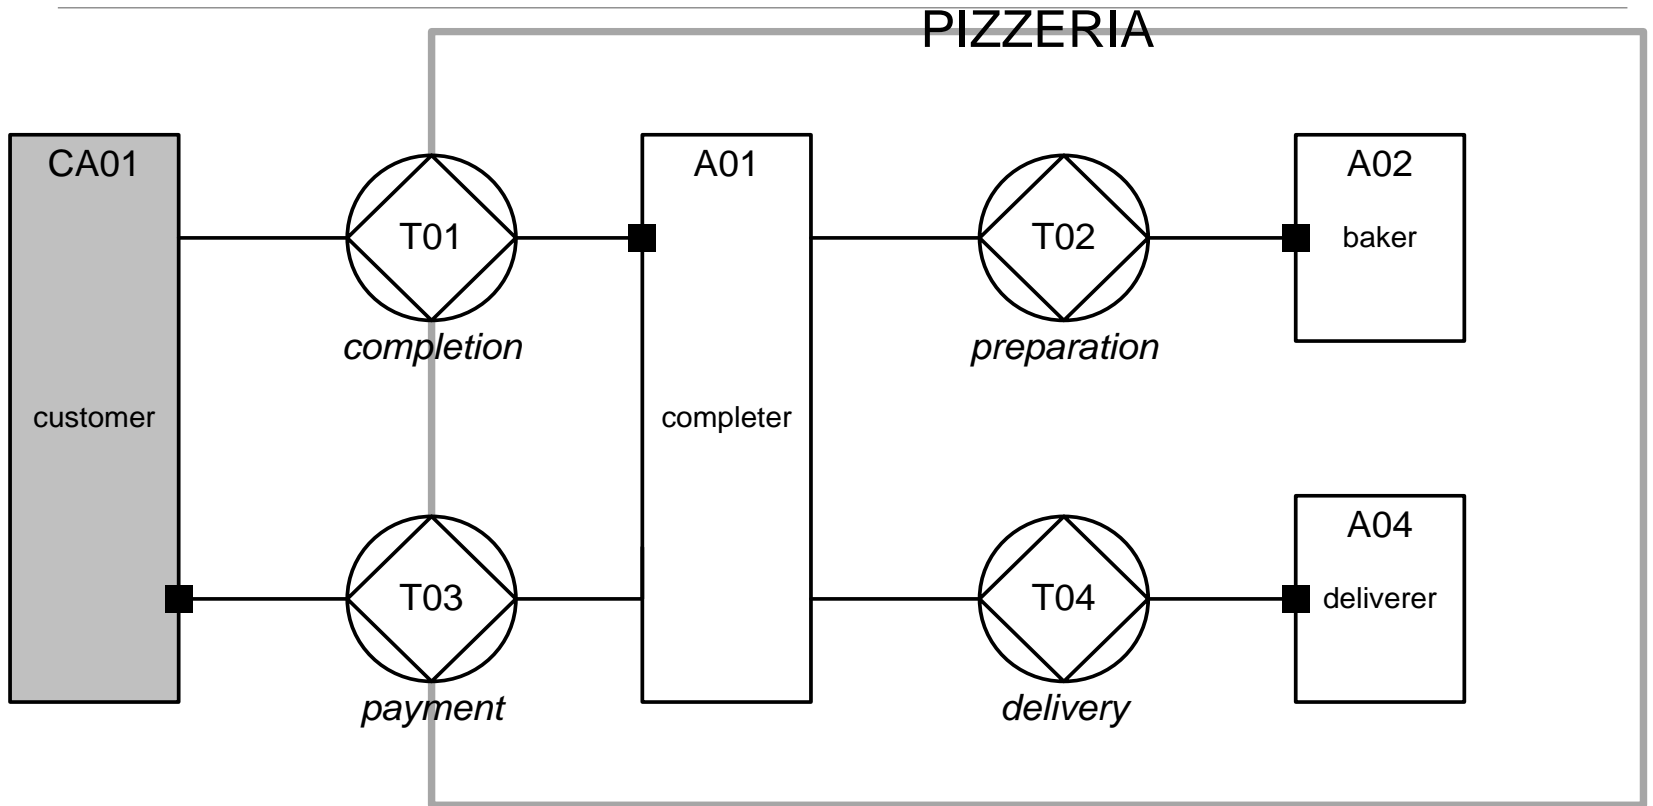 PIZZERIA
CA01
customer
T01
completion
T03
payment
A01
completer
T02
preparation
T04
delivery
A02
baker
A04
deliverer